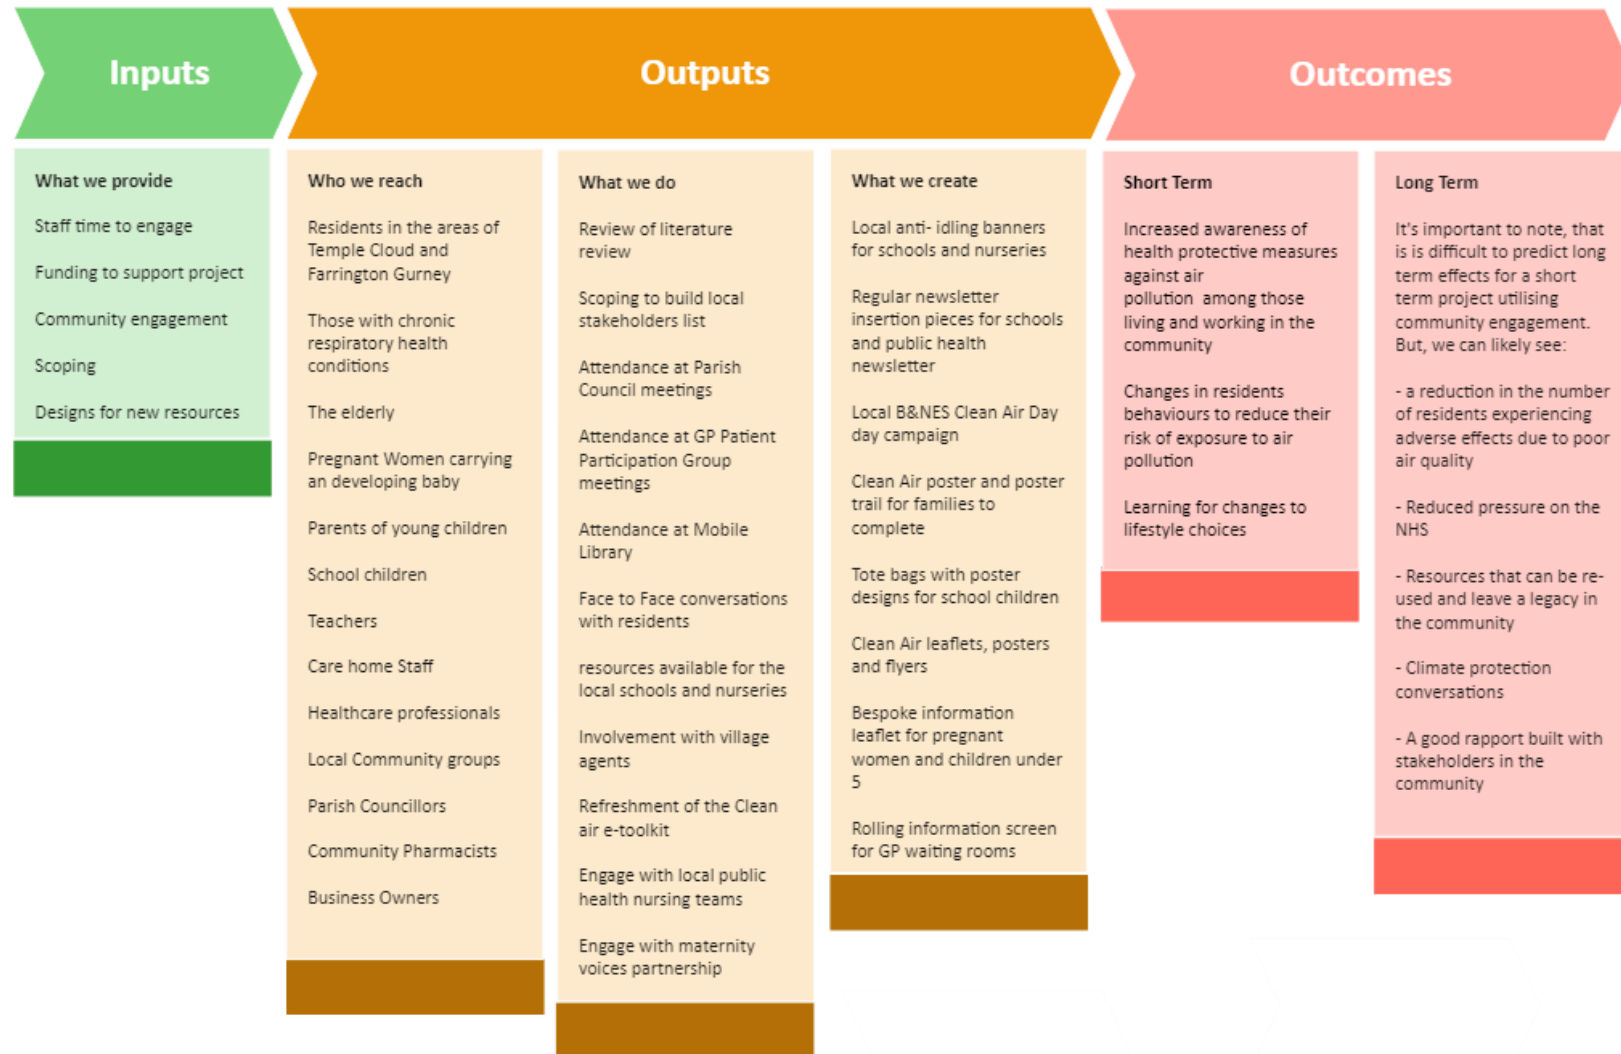 Inputs
Outputs
Outcomes
What we provide
Staff time to engage
Funding to support project
Community engagement
Scoping
Designs for new resources
Who we reach
Residents in the areas of
Temple Cloud and
Farrington Gurney
Those with chronic
respiratory health
conditions
The elderly
Pregnant Women carrying
an developing baby
Parents of young children
School children
Teachers
Care home Staff
Healthcare professionals
Local Community groups
Parish Councillors
Community Pharmacists
Business Owners
What we do
Review of literature
review
Scoping to build local
stakeholders list
Attendance at Parish
Council meetings
Attendance at GP Patient
Participation Group
meetings
Attendance at Mobile
Library
Face to Face conversations
with residents
resources available for the
local schools and nurseries
Involvement with village
agents
Refreshment of the Clean
air e-toolkit
Engage with local public
health nursing teams
Engage with maternity
voices partnership
What we create
Local anti- idling banners
for schools and nurseries
Regular newsletter
insertion pieces for schools
and public health
newsletter
Local B&NES Clean Air Day
day campaign
Clean Air poster and poster
trail for families to
complete
Tote bags with poster
designs for school children
Clean Air leaflets, posters
and flyers
Bespoke information
leaflet for pregnant
women and children under
5
Rolling information screen
for GP waiting rooms
Short Term
Increased awareness of
health protective measures
against air
pollution  among those
living and working in the
community
Changes in residents
behaviours to reduce their
risk of exposure to air
pollution
Learning for changes to
lifestyle choices
Long Term
It's important to note, that
is is difficult to predict long
term effects for a short
term project utilising
community engagement.
But, we can likely see:
- a reduction in the number
of residents experiencing
adverse effects due to poor
air quality
- Reduced pressure on the
NHS
- Resources that can be re-
used and leave a legacy in
the community
- Climate protection
conversations
- A good rapport built with
stakeholders in the
community